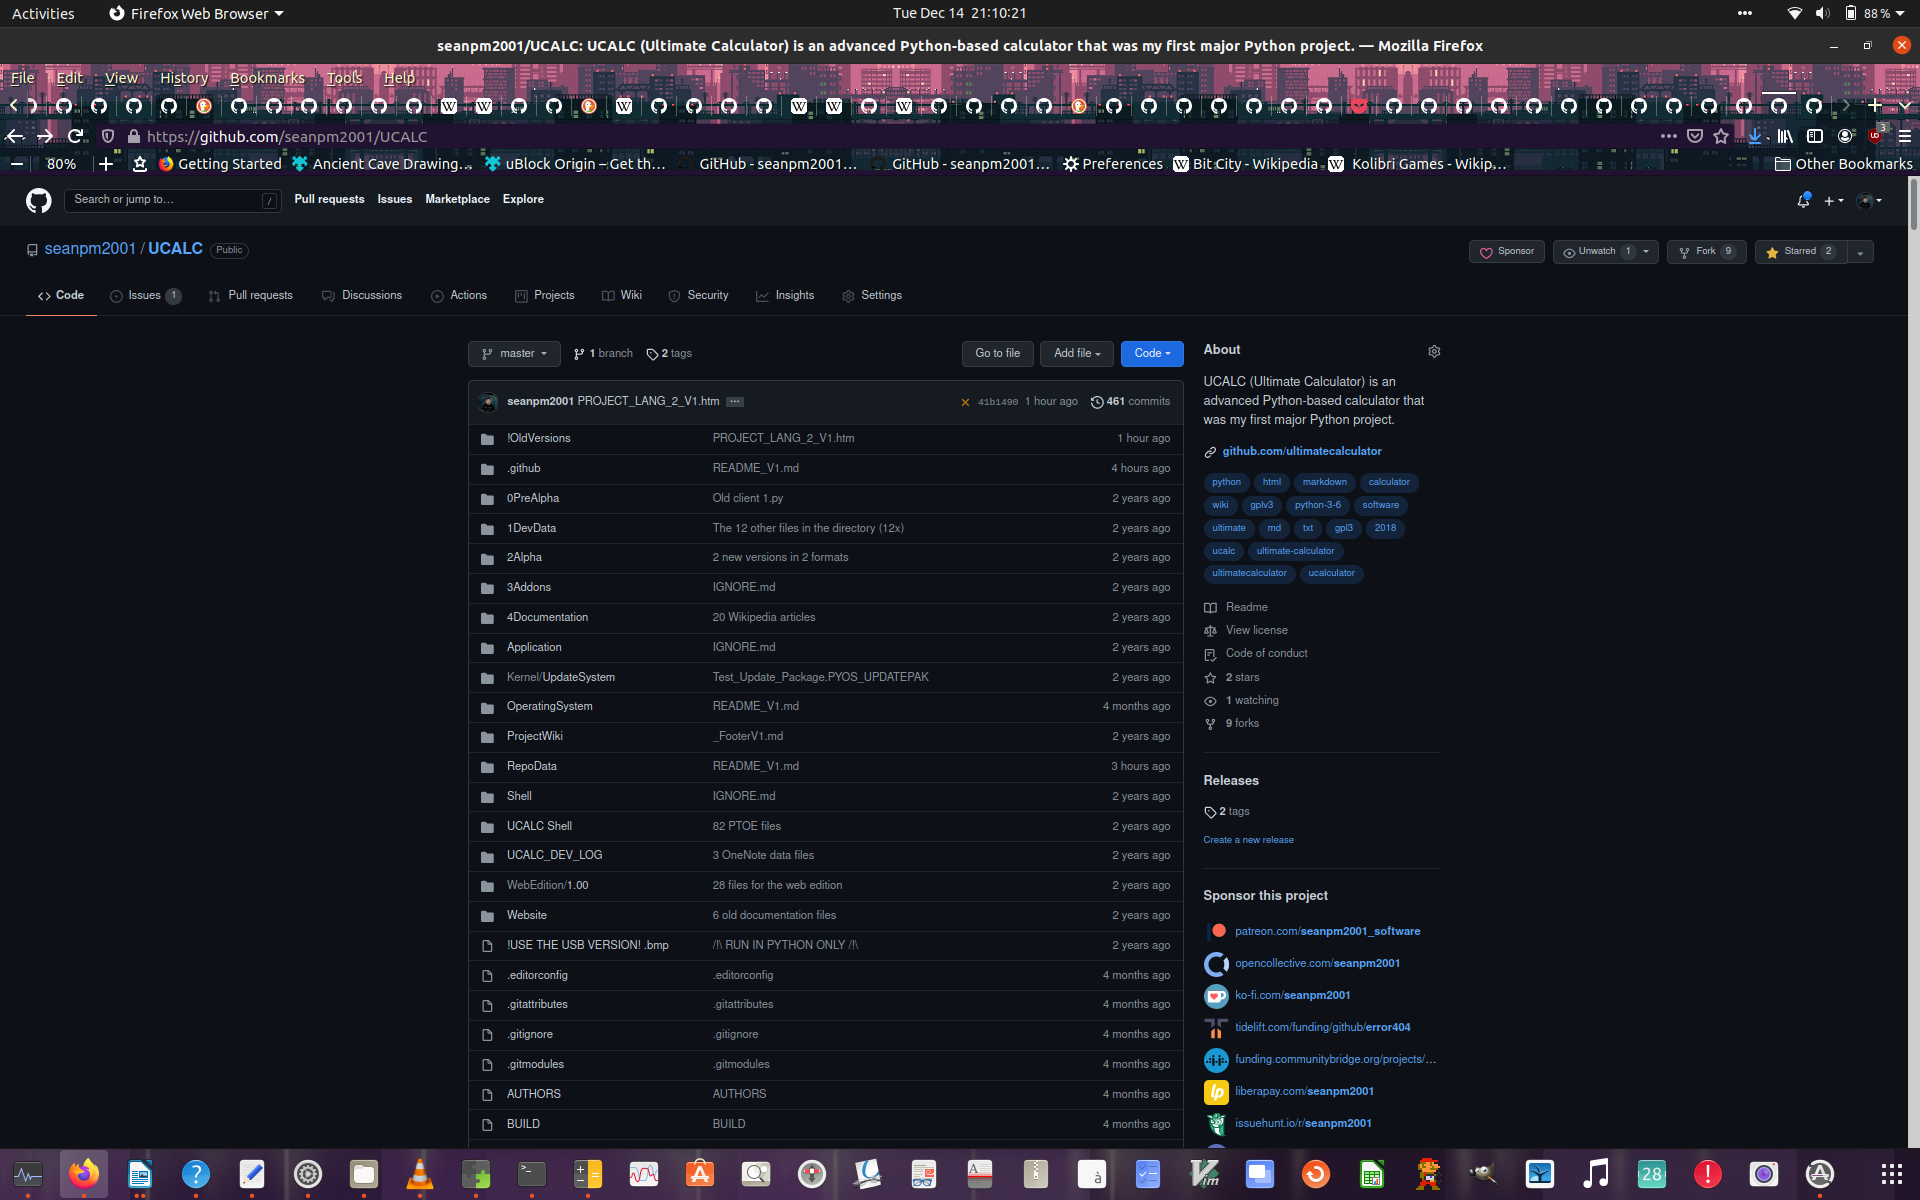 Activities Firefox Web Browser Tue Dec 14 21:10:21 88 %
seanpm2001/UCALC: UCALC (Ultimate Calculator) is an advanced Python-based calculator that was my first major Python project. — Mozilla Firefox
File Edit View History Bookmarks Tools Help
https://github.com/seanpm2001/UCALC 3
80% Getting Started Ancient Cave Drawing… uBlock Origin – Get th… GitHub - seanpm2001… GitHub - seanpm2001… Preferences Bit City - Wikipedia Kolibri Games - Wikip… Other Bookmarks
Search or jump to… / Pull requests Issues Marketplace Explore
seanpm2001 / UCALC Public Sponsor Unwatch 1 Fork 9 Starred 2
Code Issues 1 Pull requests Discussions Actions Projects Wiki Security Insights Settings
master 1 branch 2 tags Go to file Add file Code
seanpm2001 PROJECT_LANG_2_V1.htm ... 41b1490 1 hour ago 461 commits
!OldVersions PROJECT_LANG_2_V1.htm 1 hour ago
.github README_V1.md 4 hours ago
0PreAlpha Old client 1.py 2 years ago
1DevData The 12 other files in the directory (12x) 2 years ago
2Alpha 2 new versions in 2 formats 2 years ago
3Addons IGNORE.md 2 years ago
4Documentation 20 Wikipedia articles 2 years ago
Application IGNORE.md 2 years ago
Kernel/UpdateSystem Test_Update_Package.PYOS_UPDATEPAK 2 years ago
OperatingSystem README_V1.md 4 months ago
ProjectWiki _FooterV1.md 2 years ago
RepoData README_V1.md 3 hours ago
Shell IGNORE.md 2 years ago
UCALC Shell 82 PTOE files 2 years ago
UCALC_DEV_LOG 3 OneNote data files 2 years ago
WebEdition/1.00 28 files for the web edition 2 years ago
Website 6 old documentation files 2 years ago
!USE THE USB VERSION! .bmp /!\ RUN IN PYTHON ONLY /!\ 2 years ago
.editorconfig .editorconfig 4 months ago
.gitattributes .gitattributes 4 months ago
.gitignore .gitignore 4 months ago
.gitmodules .gitmodules 4 months ago
AUTHORS AUTHORS 4 months ago
BUILD BUILD 4 months ago
About
UCALC (Ultimate Calculator) is an
advanced Python-based calculator that
was my first major Python project.
github.com/ultimatecalculator
python html markdown calculator
wiki gplv3 python-3-6 software
ultimate md txt gpl3 2018
ucalc ultimate-calculator
ultimatecalculator ucalculator
Readme
View license
Code of conduct
2 stars
1 watching
9 forks
Releases
2 tags
Create a new release
Sponsor this project
patreon.com/seanpm2001_software
opencollective.com/seanpm2001
ko-fi.com/seanpm2001
tidelift.com/funding/github/error404
funding.communitybridge.org/projects/…
liberapay.com/seanpm2001
issuehunt.io/r/seanpm2001
28